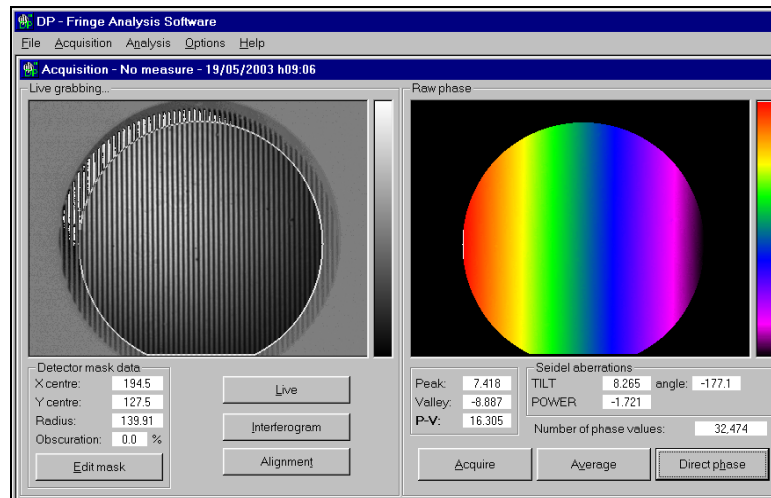 DP - Fringe Analysis Software
File Acquisition Analysis Options Help
Acquisition - No measure - 19/05/2003 h09:06
Live grabbing...
Raw phase
Detector mask data
X centre: 194.5
Y centre: 127.5
Radius: 139.91
Obscuration: 0.0 %
Edit mask
Live
Interferogram
Alignment
Peak: 7.418
Valley: -8.887
P-V: 16.305
Seidel aberrations
TILT 8.265 angle: -177.1
POWER -1.721
Number of phase values: 32,474
Acquire Average Direct phase